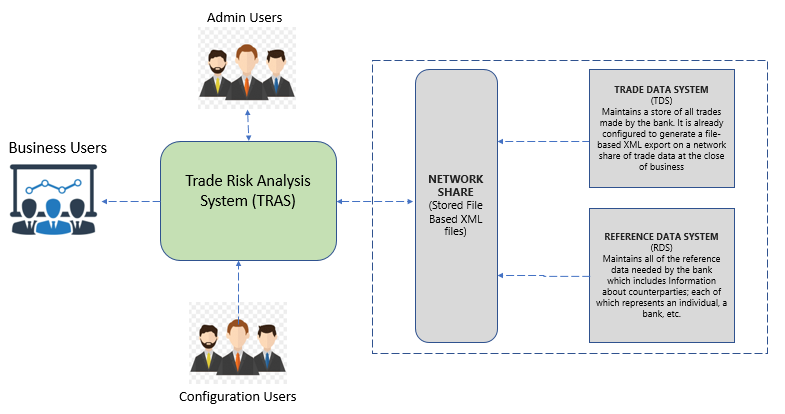 Admin Users
Business Users
Trade Risk Analysis
System (TRAS)
Configuration Users
NETWORK
SHARE
(Stored File
Based XML
files)
TRADE DATA SYSTEM
(TDS)
Maintains a store of all trades
made by the bank. It is already
configured to generate a file-
based XML export on a network
share of trade data at the close
of business
REFERENCE DATA SYSTEM
(RDS)
Maintains all of the reference
data needed by the bank
which includes Information
about counterparties; each of
which represents an individual, a
bank, etc.